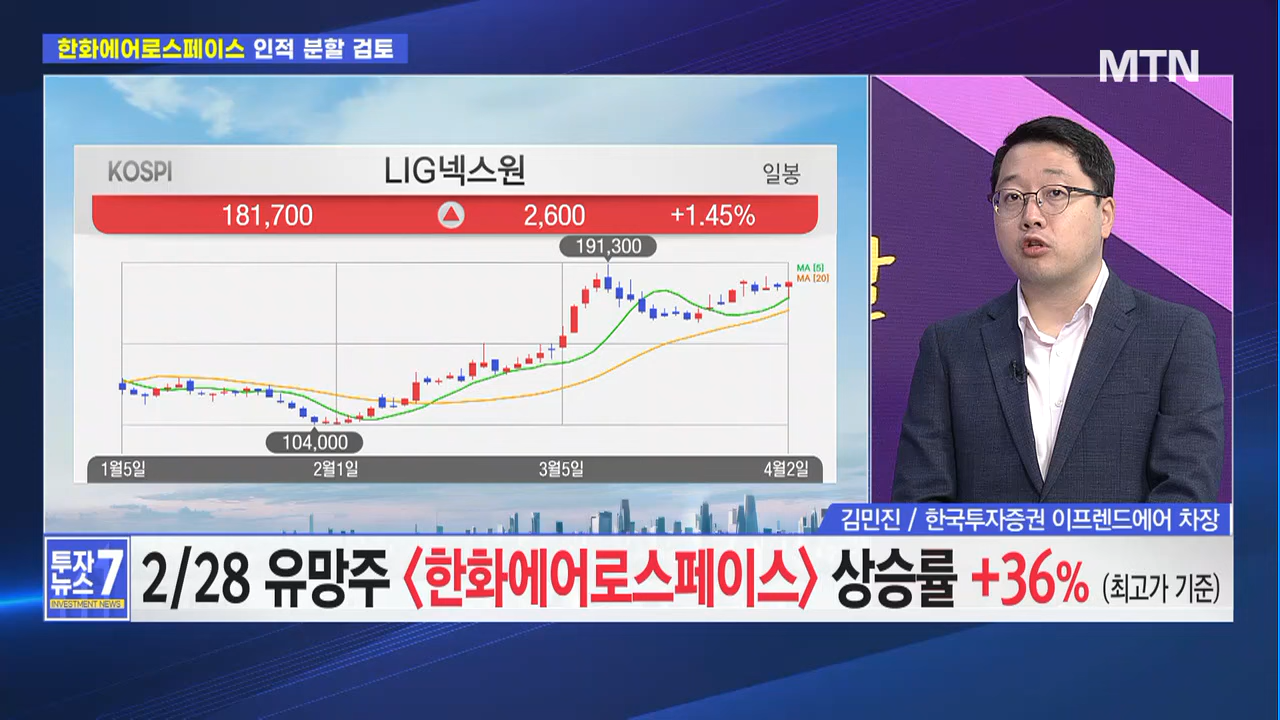 한화에어로스페이스 인적 분할 검토
MTN
KOSPI
LIG넥스원
일봉
181,700 2,600 +1.45%
191,300
MA [5]
MA [20]
104,000
1월5일 2월1일 3월5일 4월2일
김민진 / 한국투자증권 이프렌드에어 차장
투자
뉴스7
INVESTMENT NEWS
2/28 유망주 〈한화에어로스페이스〉 상승률 +36% (최고가 기준)